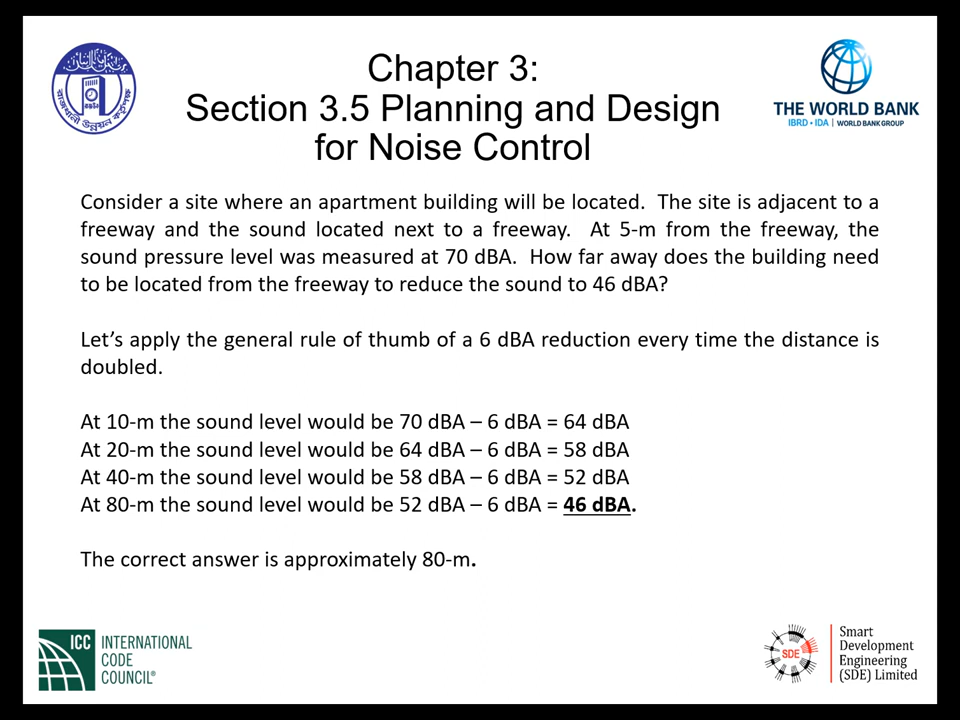 Chapter 3:
Section 3.5 Planning and Design
for Noise Control
THE WORLD BANK
IBRD • IDA | WORLD BANK GROUP
Consider a site where an apartment building will be located. The site is adjacent to a
freeway and the sound located next to a freeway. At 5-m from the freeway, the
sound pressure level was measured at 70 dBA. How far away does the building need
to be located from the freeway to reduce the sound to 46 dBA?
Let’s apply the general rule of thumb of a 6 dBA reduction every time the distance is
doubled.
At 10-m the sound level would be 70 dBA – 6 dBA = 64 dBA
At 20-m the sound level would be 64 dBA – 6 dBA = 58 dBA
At 40-m the sound level would be 58 dBA – 6 dBA = 52 dBA
At 80-m the sound level would be 52 dBA – 6 dBA = 46 dBA.
The correct answer is approximately 80-m.
ICC INTERNATIONAL
CODE
COUNCIL®
SDE
Smart
Development
Engineering
(SDE) Limited